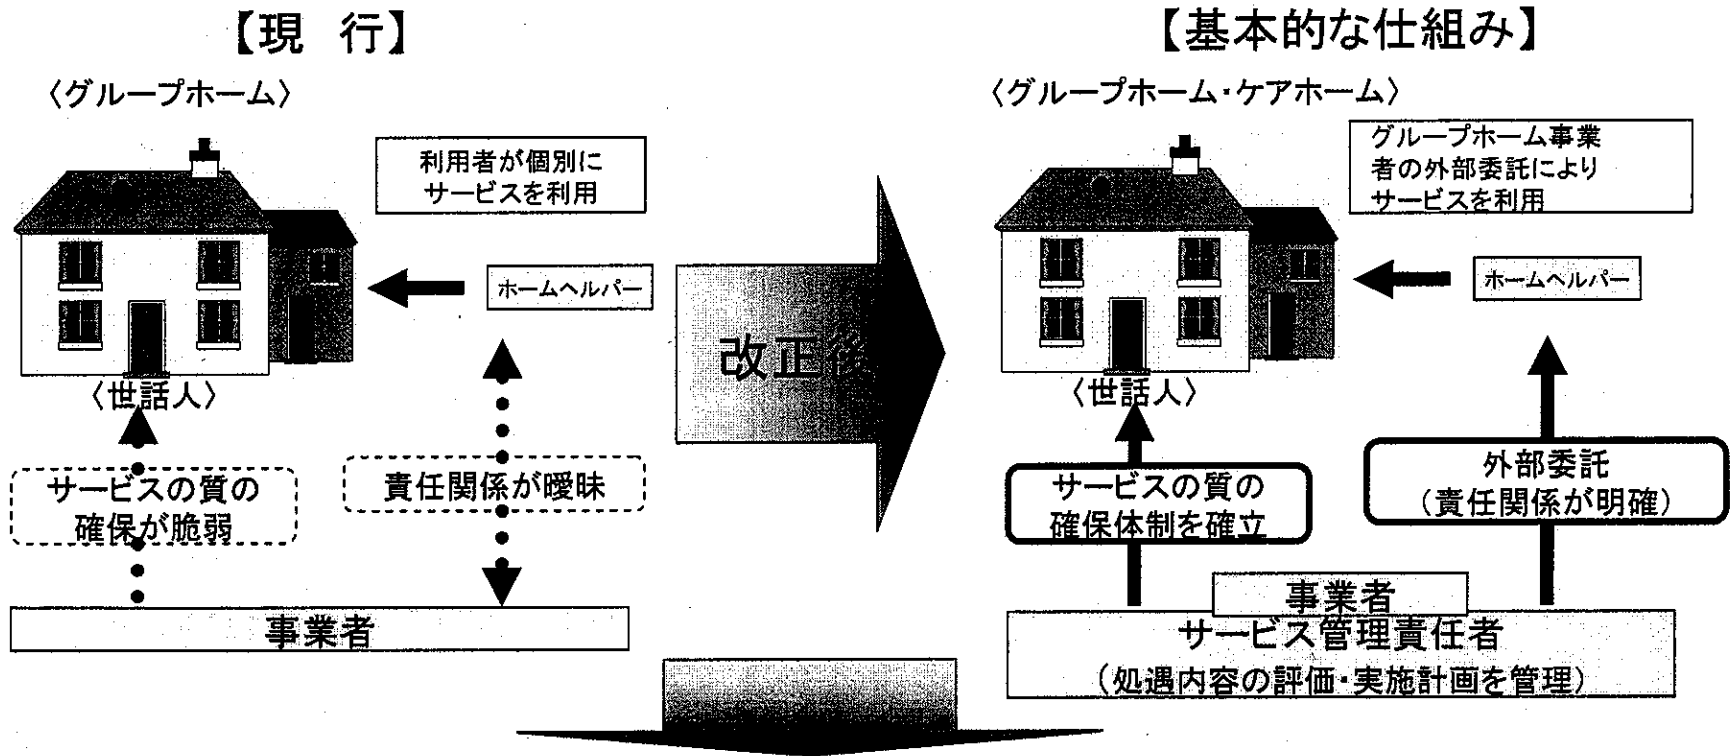 【現 行】
〈グループホーム〉
利用者が個別に
サービスを利用
ホームヘルパー
〈世話人〉
サービスの質の
確保が脆弱
責任関係が曖昧
事業者
改正後
【基本的な仕組み】
〈グループホーム・ケアホーム〉
グループホーム事業
者の外部委託により
サービスを利用
ホームヘルパー
〈世話人〉
サービスの質の
確保体制を確立
外部委託
(責任関係が明確)
事業者
サービス管理責任者
(処遇内容の評価・実施計画を管理)